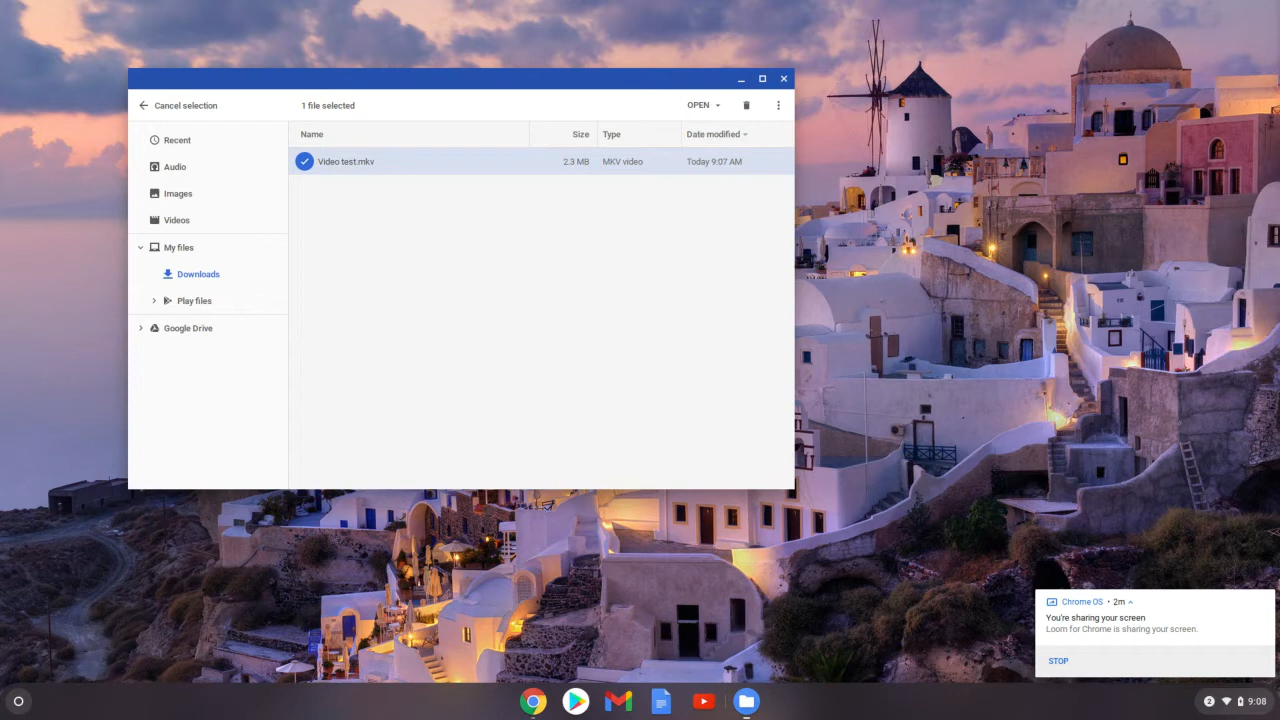 Cancel selection
1 file selected
OPEN
Recent
Audio
Images
Videos
My files
Downloads
Play files
Google Drive
Name Size Type Date modified
Video test.mkv 2.3 MB MKV video Today 9:07 AM
Chrome OS • 2m
You're sharing your screen
Loom for Chrome is sharing your screen.
STOP
2 9:08